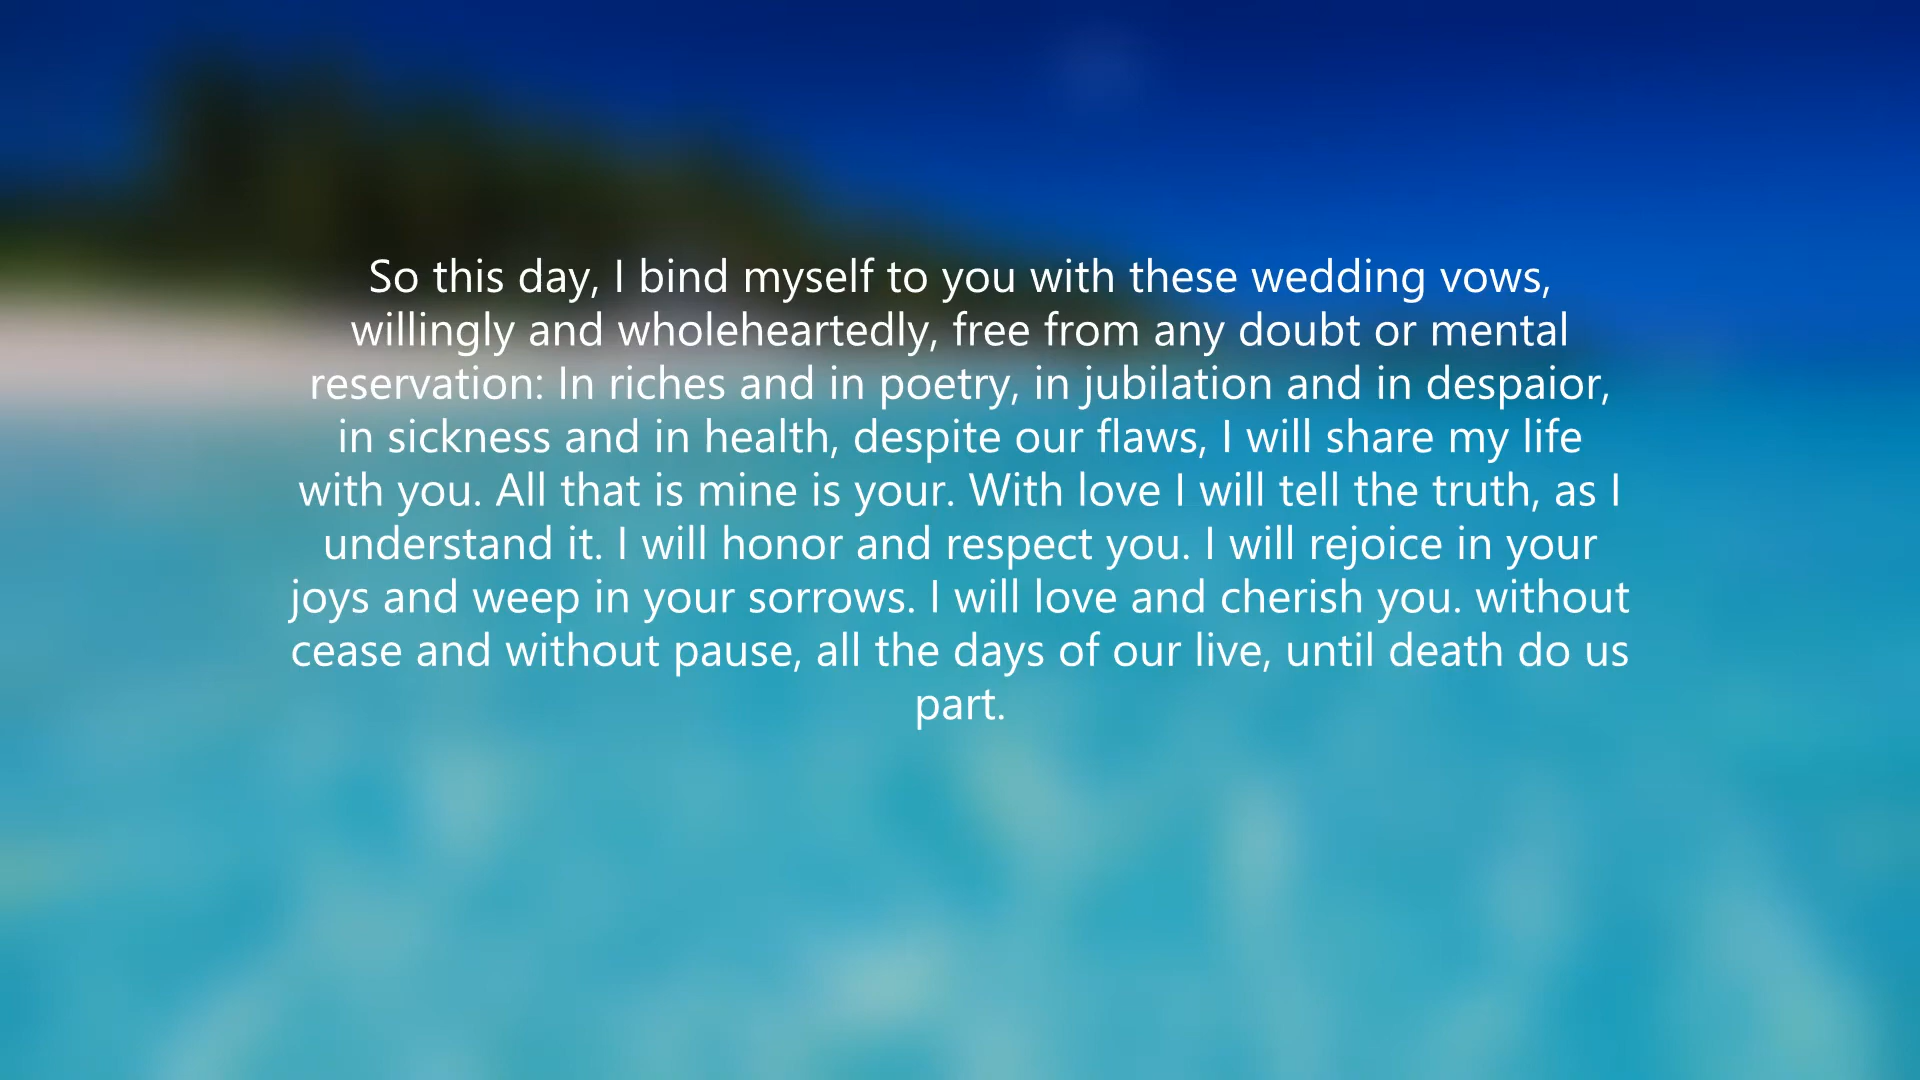 So this day, I bind myself to you with these wedding vows,
willingly and wholeheartedly, free from any doubt or mental
reservation: In riches and in poetry, in jubilation and in despaior,
in sickness and in health, despite our flaws, I will share my life
with you. All that is mine is your. With love I will tell the truth, as I
understand it. I will honor and respect you. I will rejoice in your
joys and weep in your sorrows. I will love and cherish you. without
cease and without pause, all the days of our live, until death do us
part.